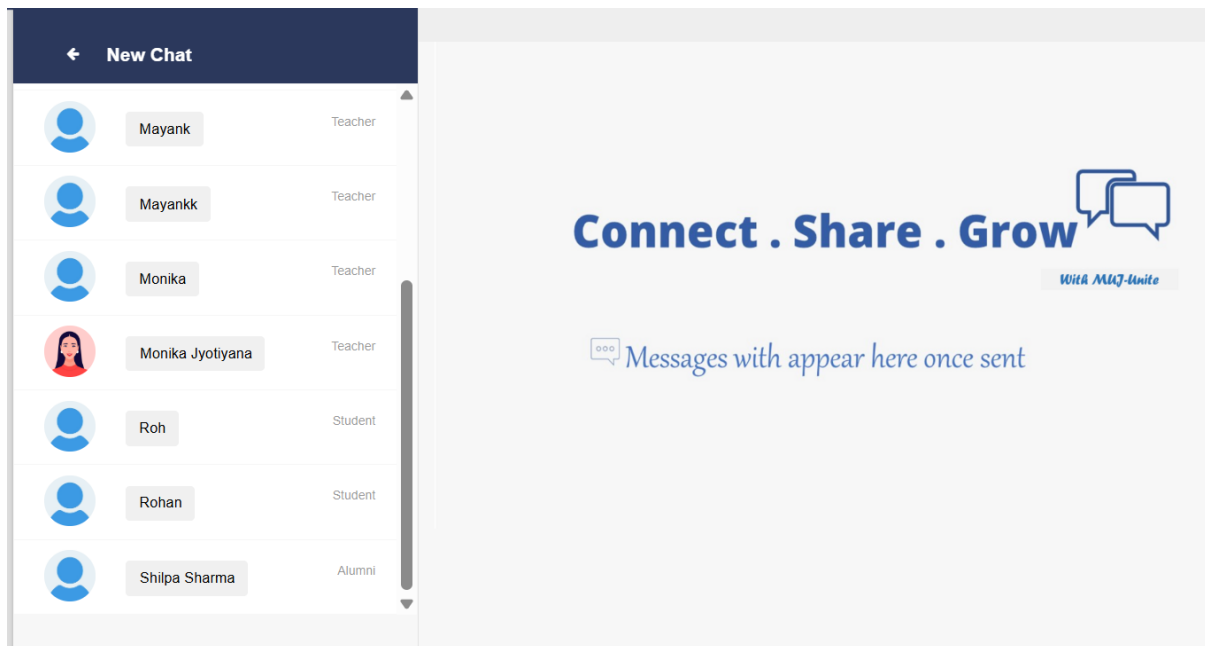 New Chat
Mayank
Teacher
Mayankk
Teacher
Monika
Teacher
Monika Jyotiyana
Teacher
Roh
Student
Rohan
Student
Shilpa Sharma
Alumni
Connect . Share . Grow
With MUJ-Unite
Messages with appear here once sent